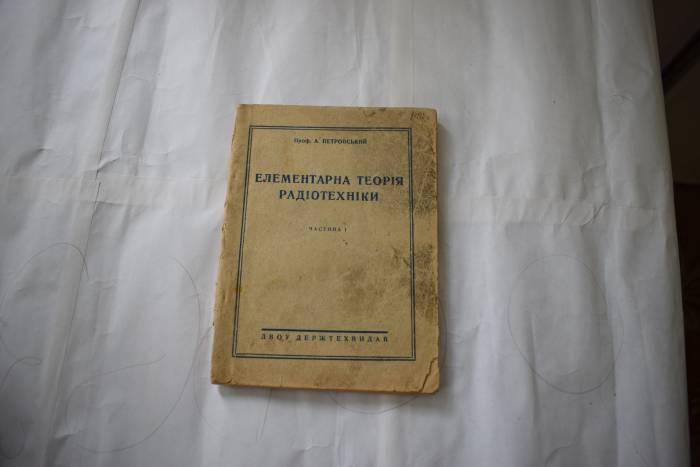 Проф. А. ПЕТРОВСЬКИЙ
ЕЛЕМЕНТАРНА ТЕОРІЯ
РАДІОТЕХНІКИ
ЧАСТИНА I
ДВОУ ДЕРЖТЕХВИДАВ